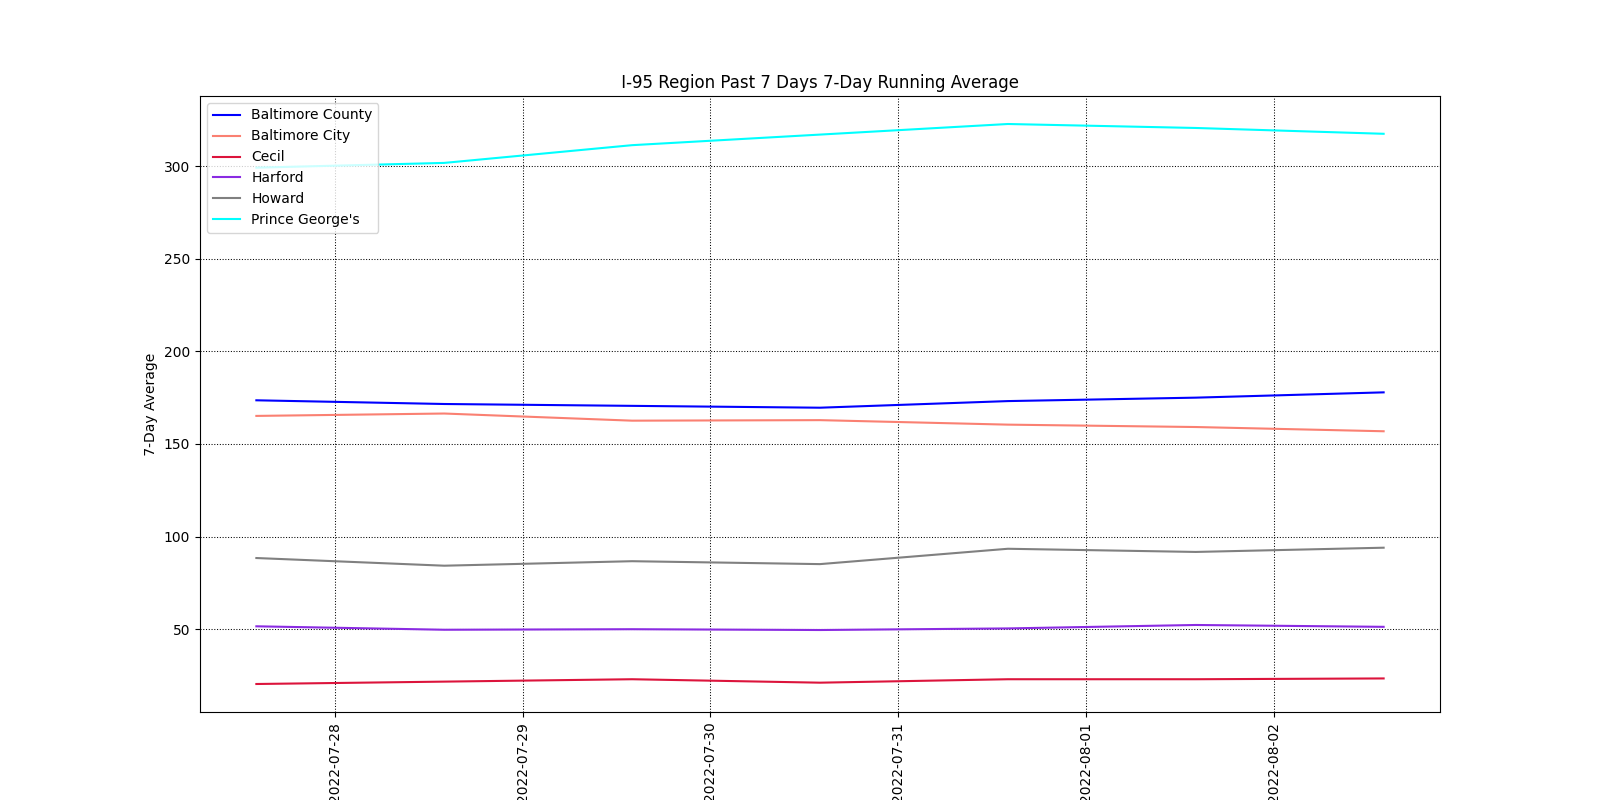 I-95 Region Past 7 Days 7-Day Running Average
Baltimore County
Baltimore City
Cecil
Harford
Howard
Prince George's
300
250
200
150
100
50
7-Day Average
2022-07-28
2022-07-29
2022-07-30
2022-07-31
2022-08-01
2022-08-02